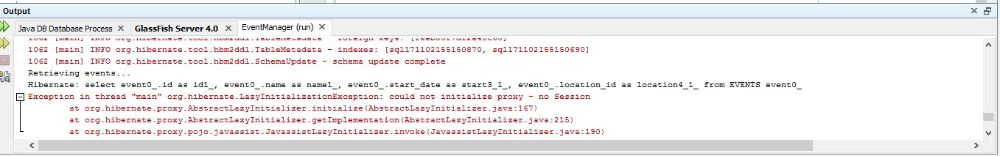 Output
Java DB Database Process
GlassFish Server 4.0
EventManager (run)
1062 [main] INFO org.hibernate.tool.hbm2ddl.TableMetadata - foreign keys:
1062 [main] INFO org.hibernate.tool.hbm2ddl.TableMetadata - indexes: [sql171102155150870, sql171102155150690]
1062 [main] INFO org.hibernate.tool.hbm2ddl.SchemaUpdate - schema update complete
Retrieving events...
Hibernate: select event0_.id as id1_, event0_.name as name1_, event0_.start_date as start3_1_, event0_.location_id as location4_1_ from EVENTS event0_
Exception in thread "main" org.hibernate.LazyInitializationException: could not initialize proxy - no Session
at org.hibernate.proxy.AbstractLazyInitializer.initialize(AbstractLazyInitializer.java:167)
at org.hibernate.proxy.AbstractLazyInitializer.getImplementation(AbstractLazyInitializer.java:215)
at org.hibernate.proxy.pojo.javassist.JavassistLazyInitializer.invoke(JavassistLazyInitializer.java:190)